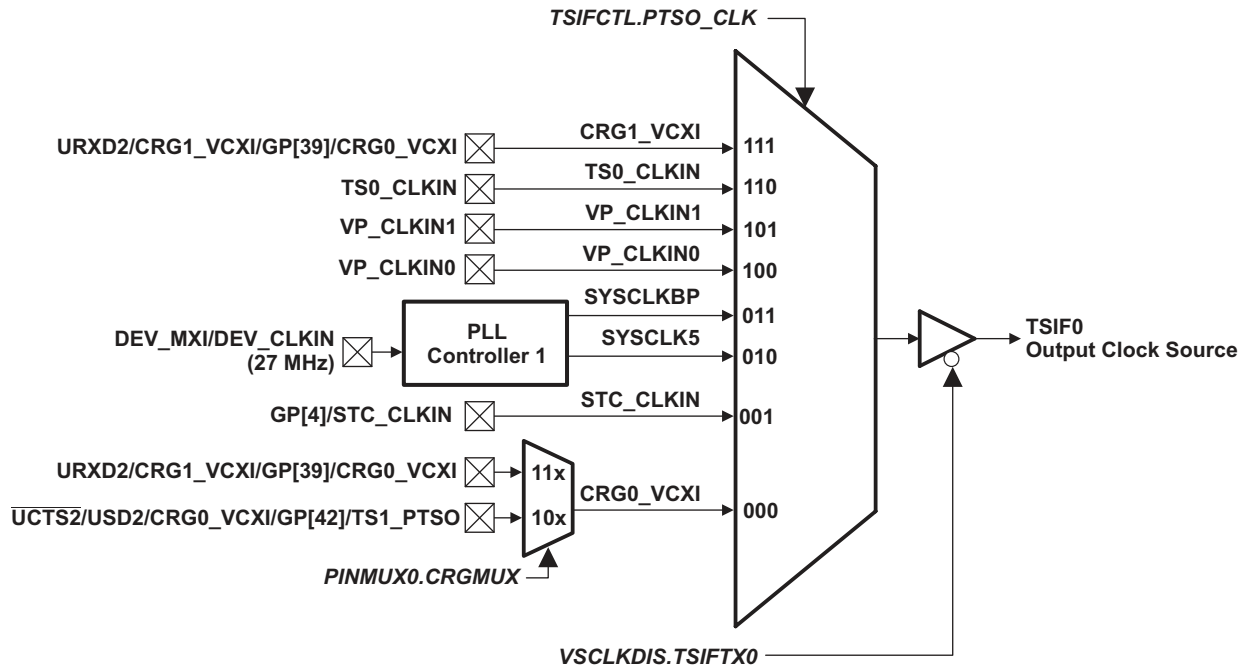 TSIFCTL.PTSO_CLK
URXD2/CRG1_VCXI/GP[39]/CRG0_VCXI
CRG1_VCXI
111
TS0_CLKIN
TS0_CLKIN
110
VP_CLKIN1
VP_CLKIN1
101
VP_CLKIN0
VP_CLKIN0
100
SYSCLKBP
011
DEV_MXI/DEV_CLKIN
(27 MHz)
PLL
Controller 1
SYSCLK5
010
TSIF0
Output Clock Source
GP[4]/STC_CLKIN
STC_CLKIN
001
URXD2/CRG1_VCXI/GP[39]/CRG0_VCXI
11x
CRG0_VCXI
000
UCTS2/USD2/CRG0_VCXI/GP[42]/TS1_PTSO
10x
PINMUX0.CRGMUX
VSCLKDIS.TSIFTX0